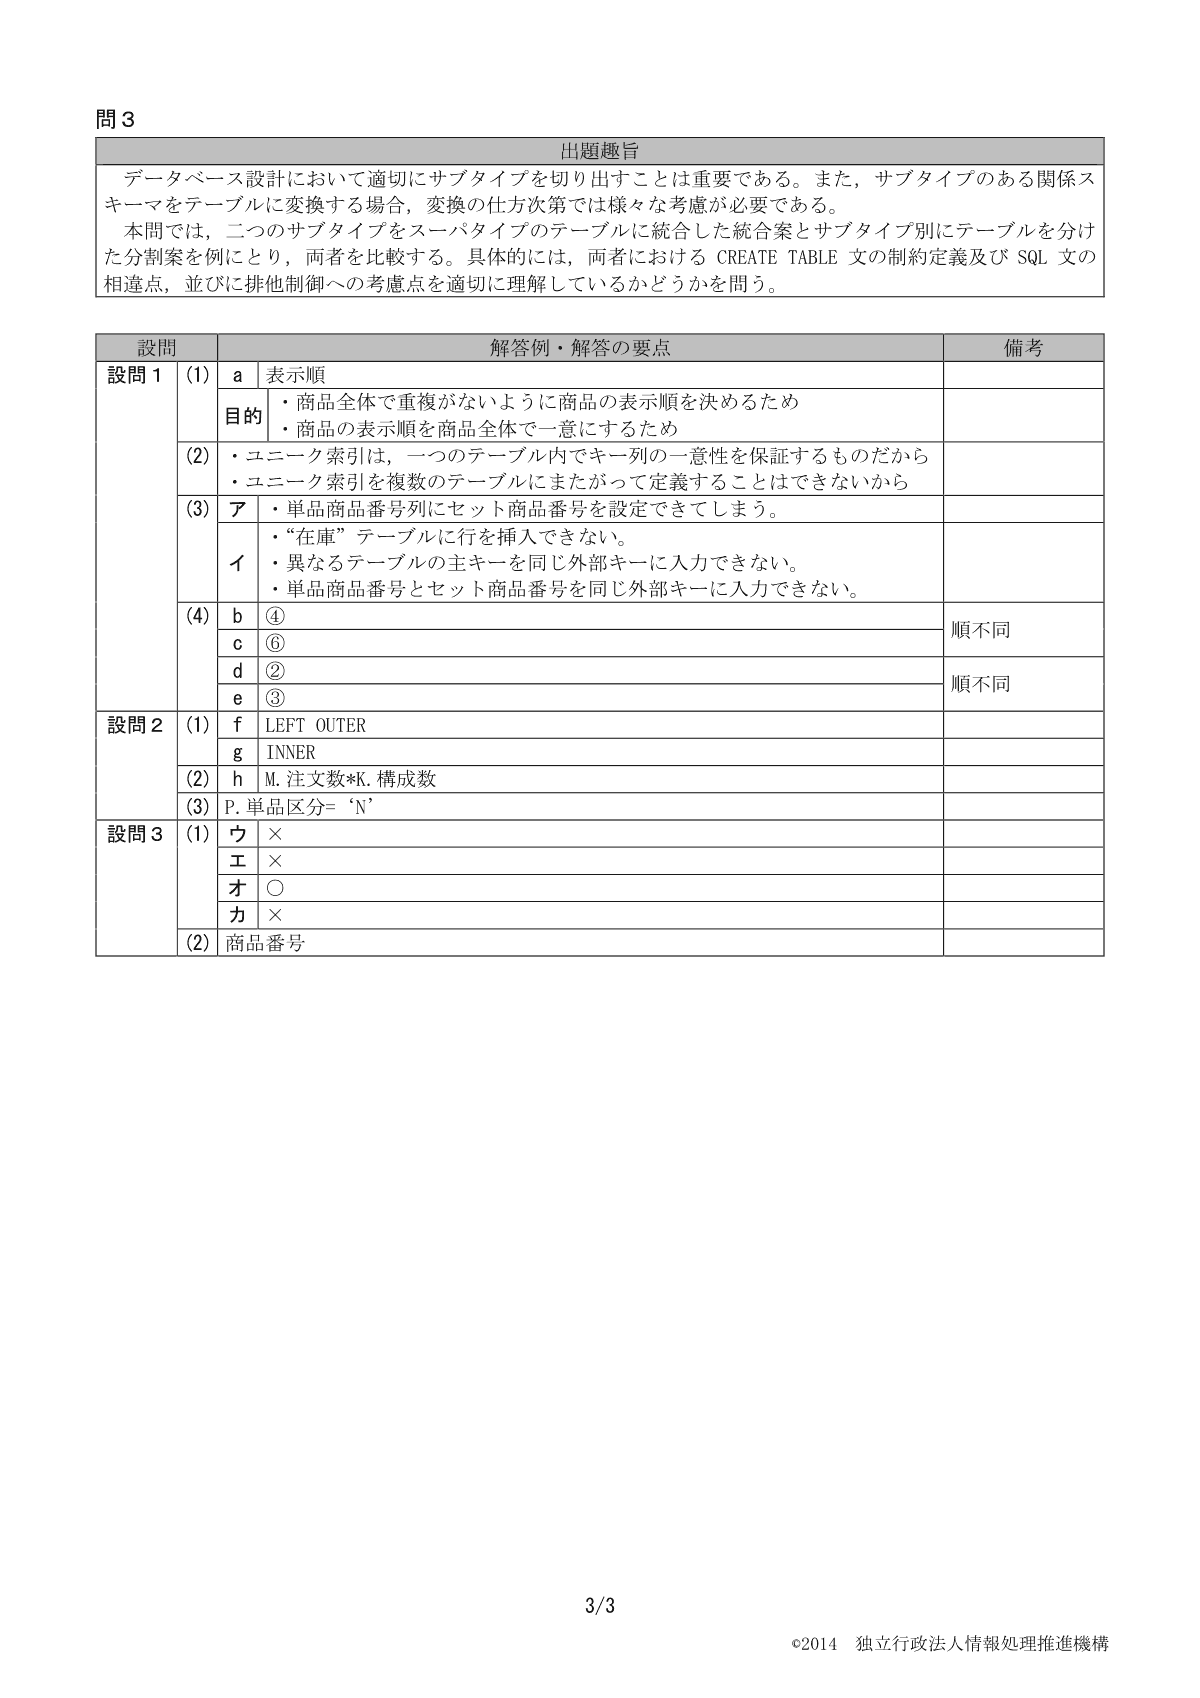 問３
出題趣旨
データベース設計において適切にサブタイプを切り出すことは重要である。また，サブタイプのある関係ス
キーマをテーブルに変換する場合，変換の仕方次第では様々な考慮が必要である。
本問では，二つのサブタイプをスーパタイプのテーブルに統合した統合案とサブタイプ別にテーブルを分け
た分割案を例にとり，両者を比較する。具体的には，両者における CREATE TABLE 文の制約定義及び SQL 文の
相違点，並びに排他制御への考慮点を適切に理解しているかどうかを問う。
設問 解答例・解答の要点 備考
設問１ (1) a 表示順
目的 ・商品全体で重複がないように商品の表示順を決めるため
・商品の表示順を商品全体で一意にするため
(2) ・ユニーク索引は，一つのテーブル内でキー列の一意性を保証するものだから
・ユニーク索引を複数のテーブルにまたがって定義することはできないから
(3) ア ・単品商品番号列にセット商品番号を設定できてしまう。
イ ・“在庫”テーブルに行を挿入できない。
・異なるテーブルの主キーを同じ外部キーに入力できない。
・単品商品番号とセット商品番号を同じ外部キーに入力できない。
(4) b ④ 順不同
c ⑥
d ② 順不同
e ③
設問２ (1) f LEFT OUTER
g INNER
(2) h M.注文数*K.構成数
(3) P.単品区分=‘N’
設問３ (1) ウ ×
エ ×
オ ○
カ ×
(2) 商品番号
3/3
©2014 独立行政法人情報処理推進機構